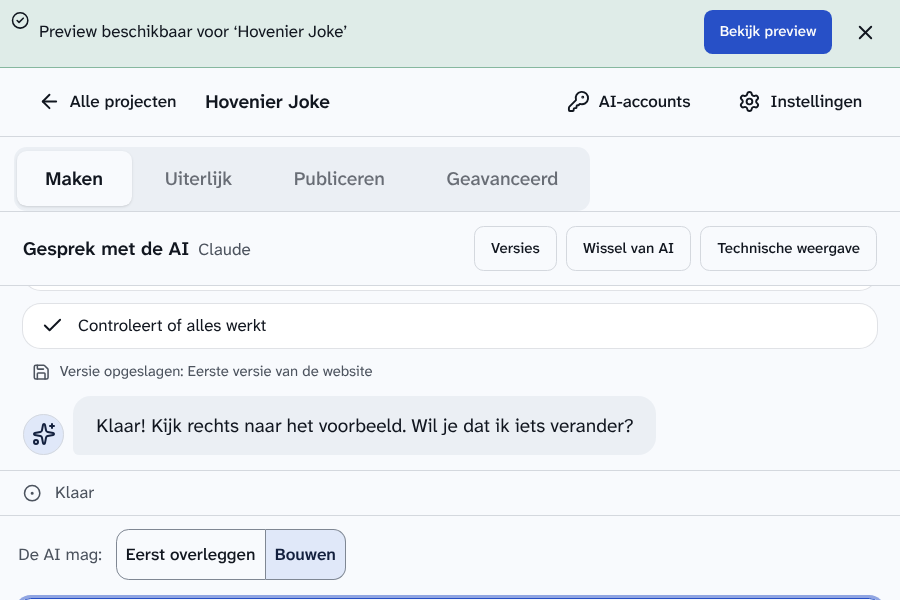 Preview beschikbaar voor ‘Hovenier Joke’
Bekijk preview
Alle projecten
Hovenier Joke
AI-accounts
Instellingen
Maken
Uiterlijk
Publiceren
Geavanceerd
Gesprek met de AI
Claude
Versies
Wissel van AI
Technische weergave
Controleert of alles werkt
Versie opgeslagen: Eerste versie van de website
Klaar! Kijk rechts naar het voorbeeld. Wil je dat ik iets verander?
Klaar
De AI mag:
Eerst overleggen
Bouwen